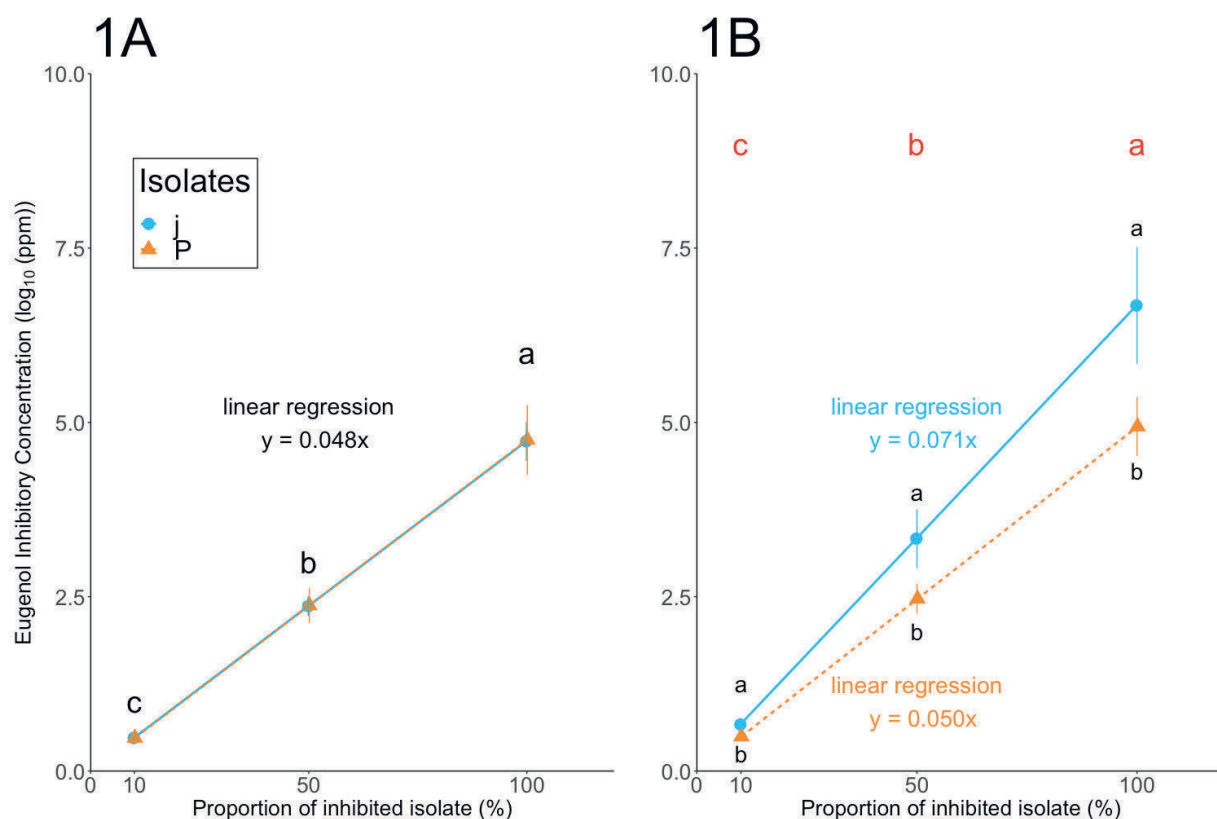 1A
10.0
7.5
5.0
2.5
0.0
Eugenol Inhibitory Concentration (log₁₀ (ppm))
Isolates
j
P
a
linear regression
y = 0.048x
b
c
0 10 50 100
Proportion of inhibited isolate (%)
1B
10.0
7.5
5.0
2.5
0.0
c b a
a
linear regression
y = 0.071x
b
a
b
linear regression
y = 0.050x
a
b
0 10 50 100
Proportion of inhibited isolate (%)